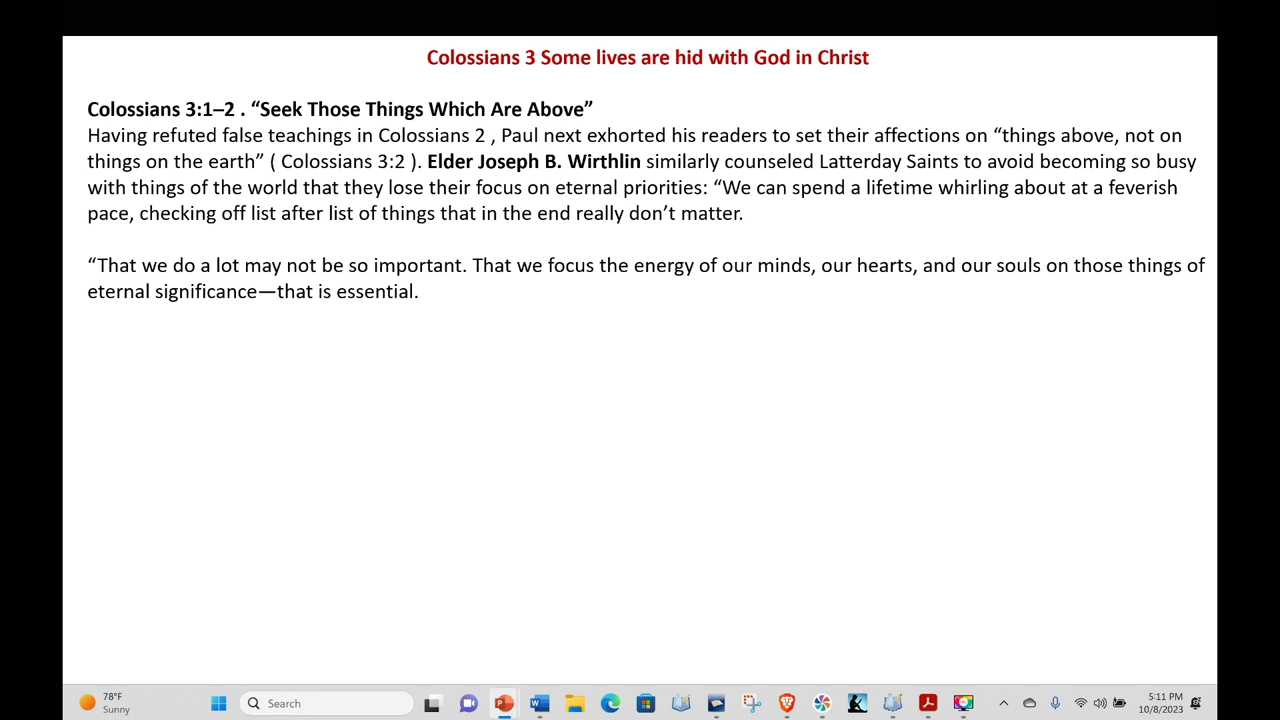 Colossians 3 Some lives are hid with God in Christ
Colossians 3:1–2 . “Seek Those Things Which Are Above”
Having refuted false teachings in Colossians 2 , Paul next exhorted his readers to set their affections on “things above, not on
things on the earth” ( Colossians 3:2 ). Elder Joseph B. Wirthlin similarly counseled Latterday Saints to avoid becoming so busy
with things of the world that they lose their focus on eternal priorities: “We can spend a lifetime whirling about at a feverish
pace, checking off list after list of things that in the end really don’t matter.
“That we do a lot may not be so important. That we focus the energy of our minds, our hearts, and our souls on those things of
eternal significance—that is essential.
78°F
Sunny
Search
5:11 PM
10/8/2023